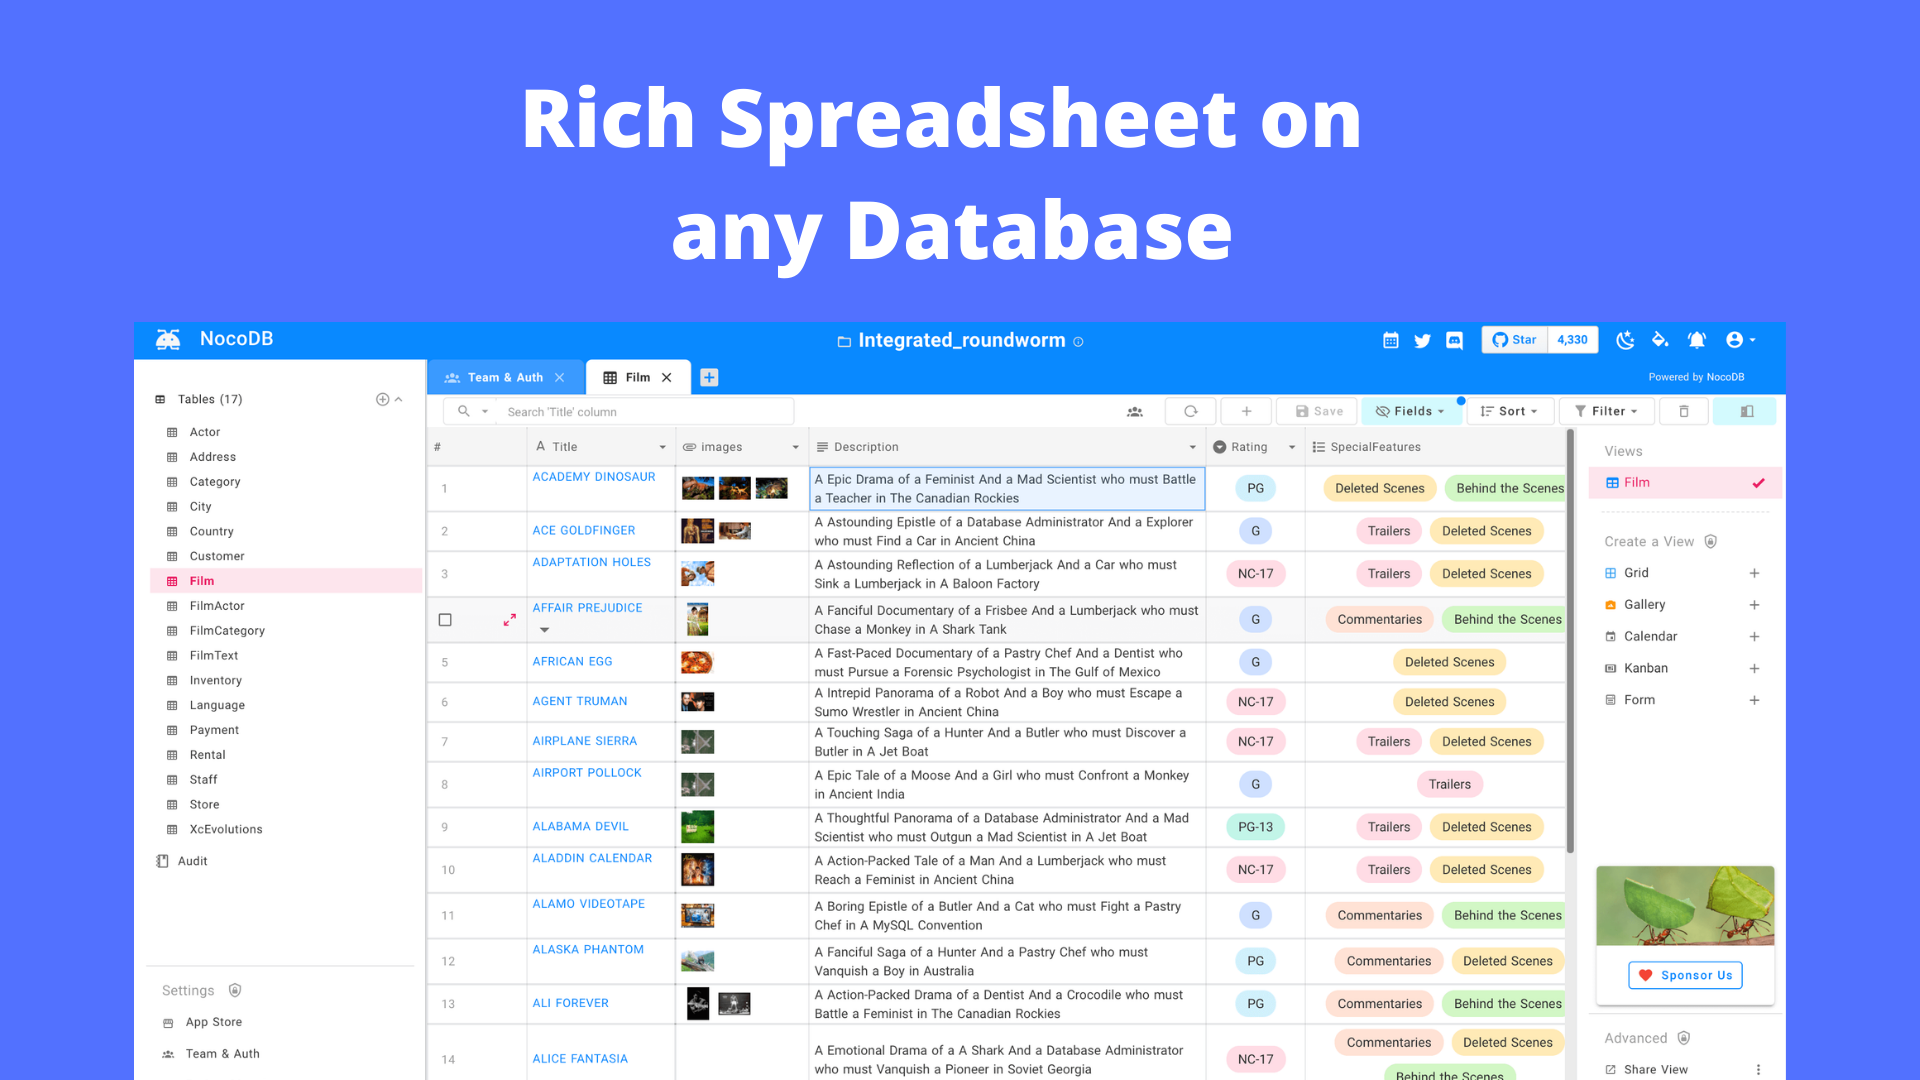 Rich Spreadsheet on
any Database
NocoDB
Integrated_roundworm
Star 4,330
Team & Auth
Film
Powered by NocoDB
Tables (17)
Search 'Title' column
Save
Fields
Sort
Filter
Actor
Address
Category
City
Country
Customer
Film
FilmActor
FilmCategory
FilmText
Inventory
Language
Payment
Rental
Staff
Store
XcEvolutions
Audit
Settings
App Store
Team & Auth
# Title images Description Rating SpecialFeatures
1 ACADEMY DINOSAUR A Epic Drama of a Feminist And a Mad Scientist who must Battle
a Teacher in The Canadian Rockies PG Deleted Scenes Behind the Scenes
2 ACE GOLDFINGER A Astounding Epistle of a Database Administrator And a Explorer
who must Find a Car in Ancient China G Trailers Deleted Scenes
3 ADAPTATION HOLES A Astounding Reflection of a Lumberjack And a Car who must
Sink a Lumberjack in A Baloon Factory NC-17 Trailers Deleted Scenes
AFFAIR PREJUDICE A Fanciful Documentary of a Frisbee And a Lumberjack who must
Chase a Monkey in A Shark Tank G Commentaries Behind the Scenes
5 AFRICAN EGG A Fast-Paced Documentary of a Pastry Chef And a Dentist who
must Pursue a Forensic Psychologist in The Gulf of Mexico G Deleted Scenes
6 AGENT TRUMAN A Intrepid Panorama of a Robot And a Boy who must Escape a
Sumo Wrestler in Ancient China NC-17 Deleted Scenes
7 AIRPLANE SIERRA A Touching Saga of a Hunter And a Butler who must Discover a
Butler in A Jet Boat NC-17 Trailers Deleted Scenes
8 AIRPORT POLLOCK A Epic Tale of a Moose And a Girl who must Confront a Monkey
in Ancient India G Trailers
9 ALABAMA DEVIL A Thoughtful Panorama of a Database Administrator And a Mad
Scientist who must Outgun a Mad Scientist in A Jet Boat PG-13 Trailers Deleted Scenes
10 ALADDIN CALENDAR A Action-Packed Tale of a Man And a Lumberjack who must
Reach a Feminist in Ancient China NC-17 Trailers Deleted Scenes
11 ALAMO VIDEOTAPE A Boring Epistle of a Butler And a Cat who must Fight a Pastry
Chef in A MySQL Convention G Commentaries Behind the Scenes
12 ALASKA PHANTOM A Fanciful Saga of a Hunter And a Pastry Chef who must
Vanquish a Boy in Australia PG Commentaries Deleted Scenes
13 ALI FOREVER A Action-Packed Drama of a Dentist And a Crocodile who must
Battle a Feminist in The Canadian Rockies PG Commentaries Behind the Scenes
14 ALICE FANTASIA A Emotional Drama of a A Shark And a Database Administrator
who must Vanquish a Pioneer in Soviet Georgia NC-17 Commentaries Deleted Scenes
Behind the Scenes
Views
Film
Create a View
Grid
Gallery
Calendar
Kanban
Form
Sponsor Us
Advanced
Share View